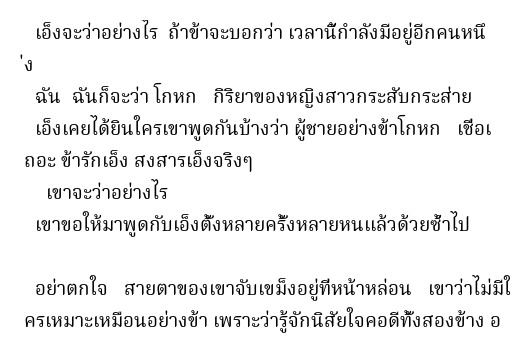 เอ็งจะว่าอย่างไร  ถ้าข้าจะบอกว่า เวลานี้กำลังมีอยู่อีกคนหนึ
่ง
ฉัน  ฉันก็จะว่า โกหก   กิริยาของหญิงสาวกระสับกระส่าย
เอ็งเคยได้ยินใครเขาพูดกันบ้างว่า ผู้ชายอย่างข้าโกหก   เชื่อเ
ถอะ ข้ารักเอ็ง สงสารเอ็งจริงๆ
เขาจะว่าอย่างไร
เขาขอให้มาพูดกับเอ็งตั้งหลายครั้งหลายหนแล้วด้วยซ้ำไป
อย่าตกใจ   สายตาของเขาจับเขม็งอยู่ที่หน้าหล่อน   เขาว่าไม่มีใ
ครเหมาะเหมือนอย่างข้า เพราะว่ารู้จักนิสัยใจคอดีทั้งสองข้าง อ